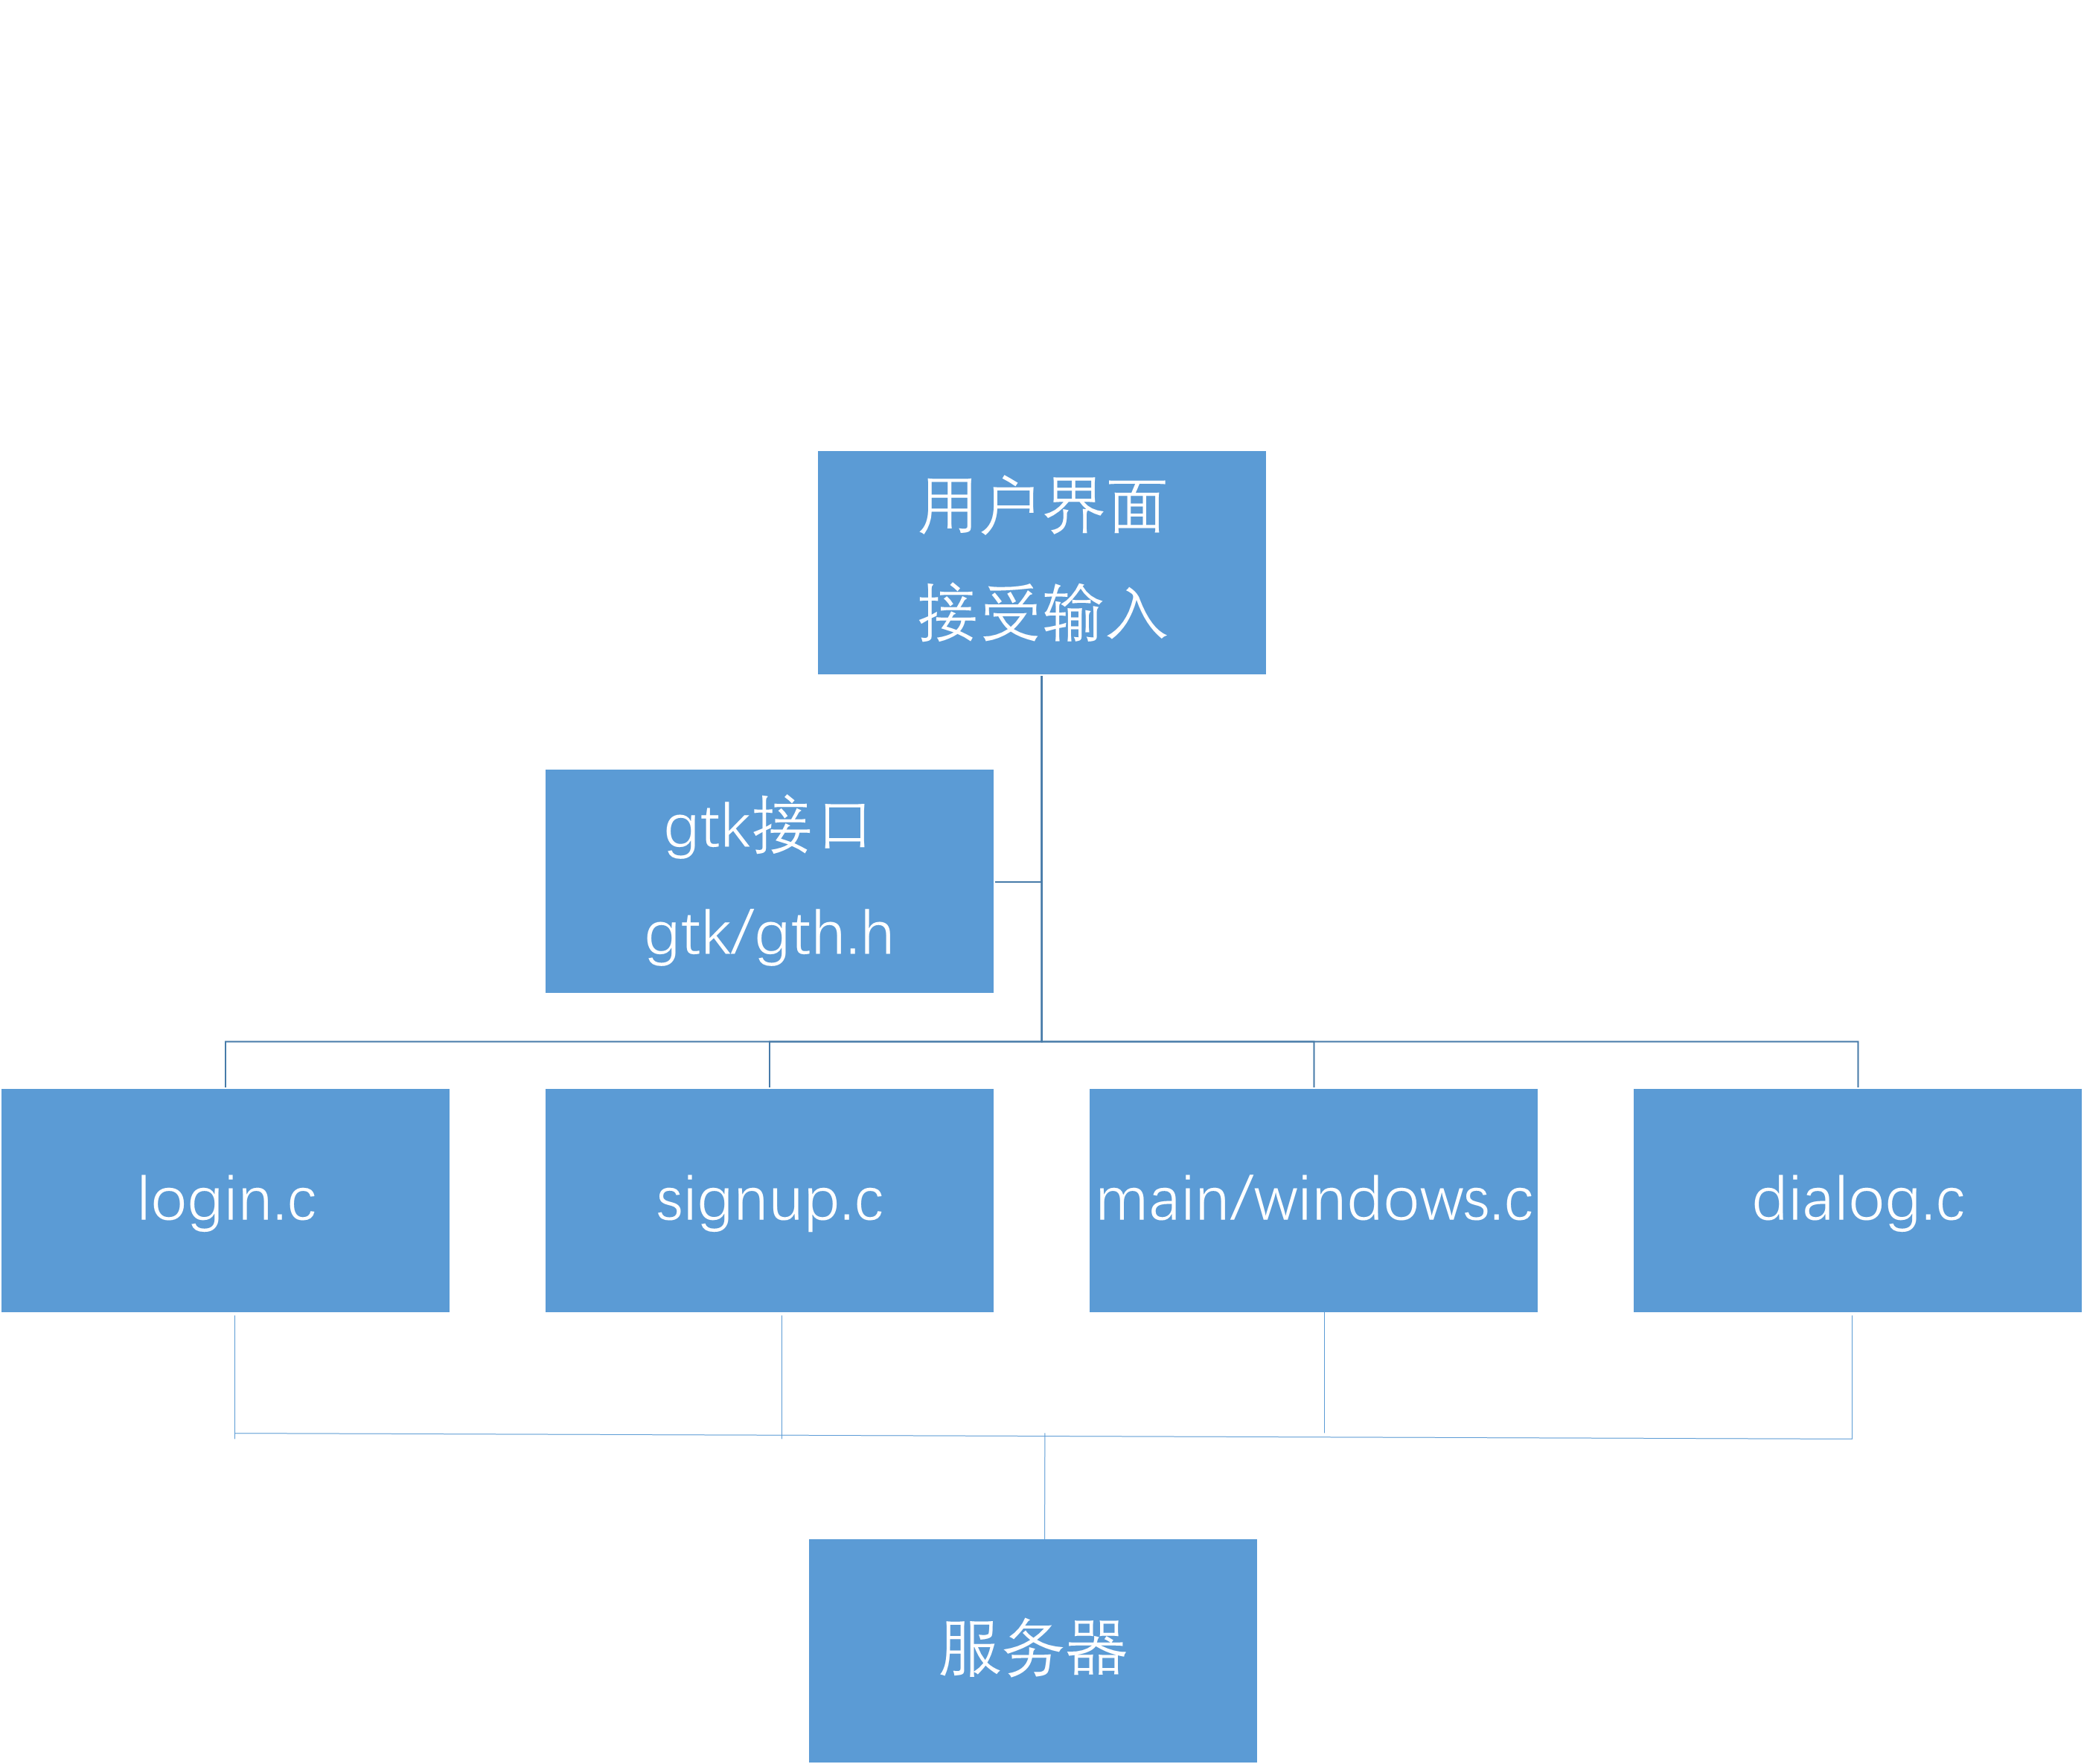 用户界面
接受输入
gtk接口
gtk/gth.h
login.c
signup.c
main/windows.c
dialog.c
服务器